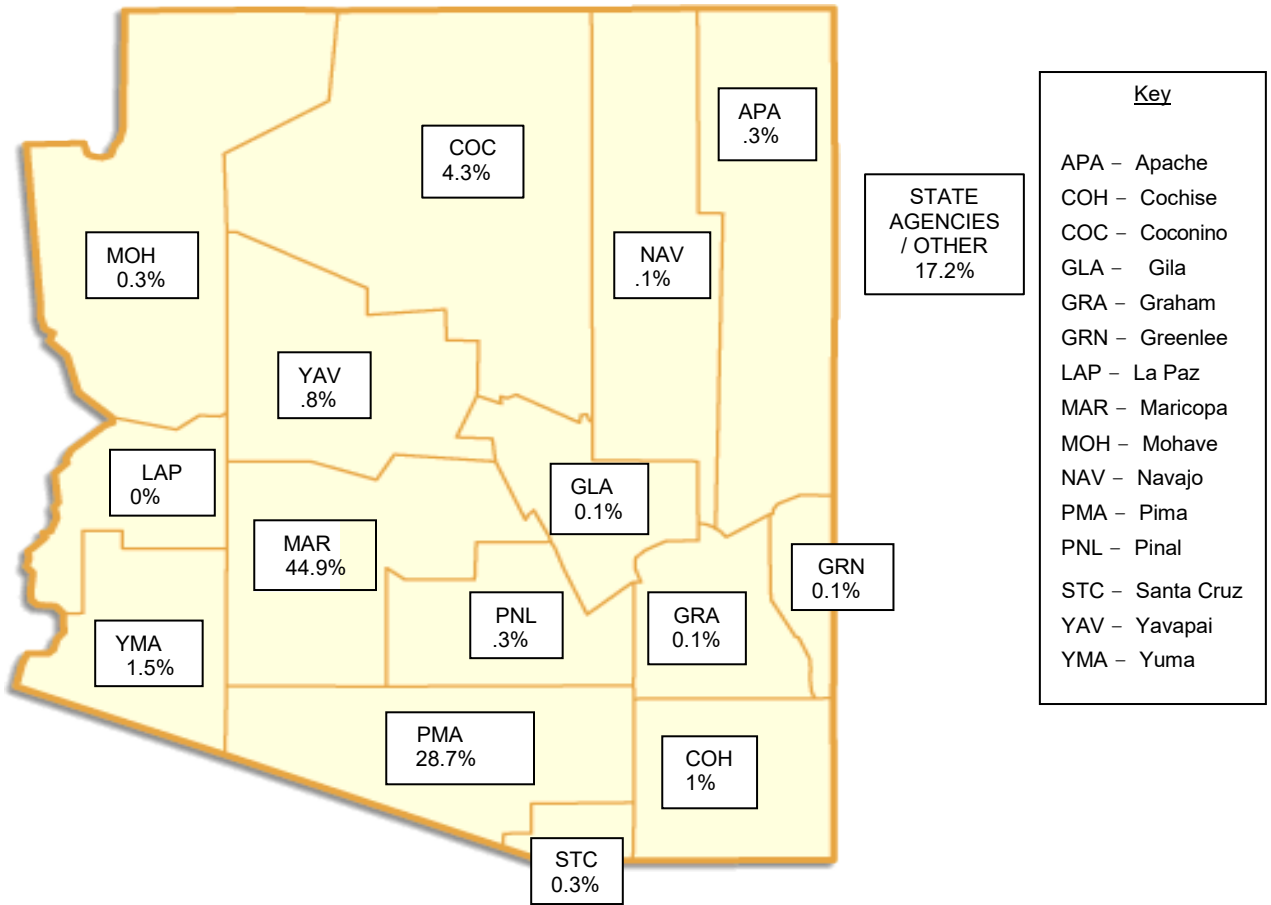 APA
.3%
COC
4.3%
STATE
AGENCIES
/ OTHER
17.2%
MOH
0.3%
NAV
.1%
YAV
.8%
LAP
0%
GLA
0.1%
MAR
44.9%
GRN
0.1%
PNL
.3%
GRA
0.1%
YMA
1.5%
PMA
28.7%
COH
1%
STC
0.3%
Key
APA – Apache
COH – Cochise
COC – Coconino
GLA – Gila
GRA – Graham
GRN – Greenlee
LAP – La Paz
MAR – Maricopa
MOH – Mohave
NAV – Navajo
PMA – Pima
PNL – Pinal
STC – Santa Cruz
YAV – Yavapai
YMA – Yuma